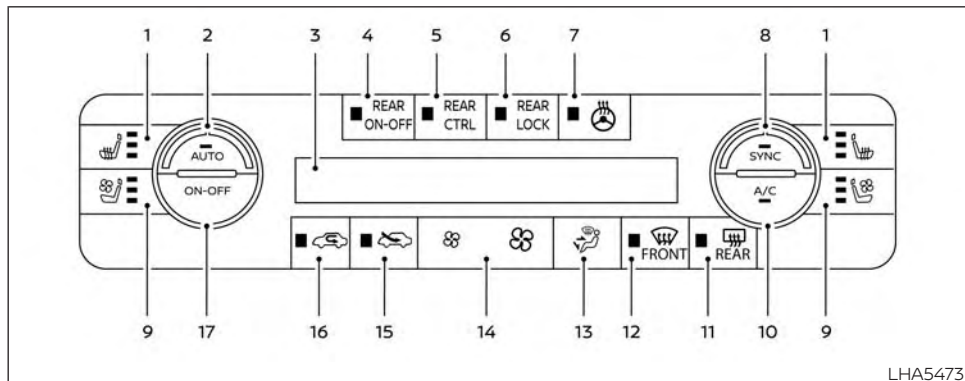 1 2 3 4 5 6 7 8 1
REAR ON-OFF
REAR CTRL
REAR LOCK
AUTO
ON-OFF
SYNC
A/C
FRONT
REAR
9 17 16 15 14 13 12 11 10 9
LHA5473